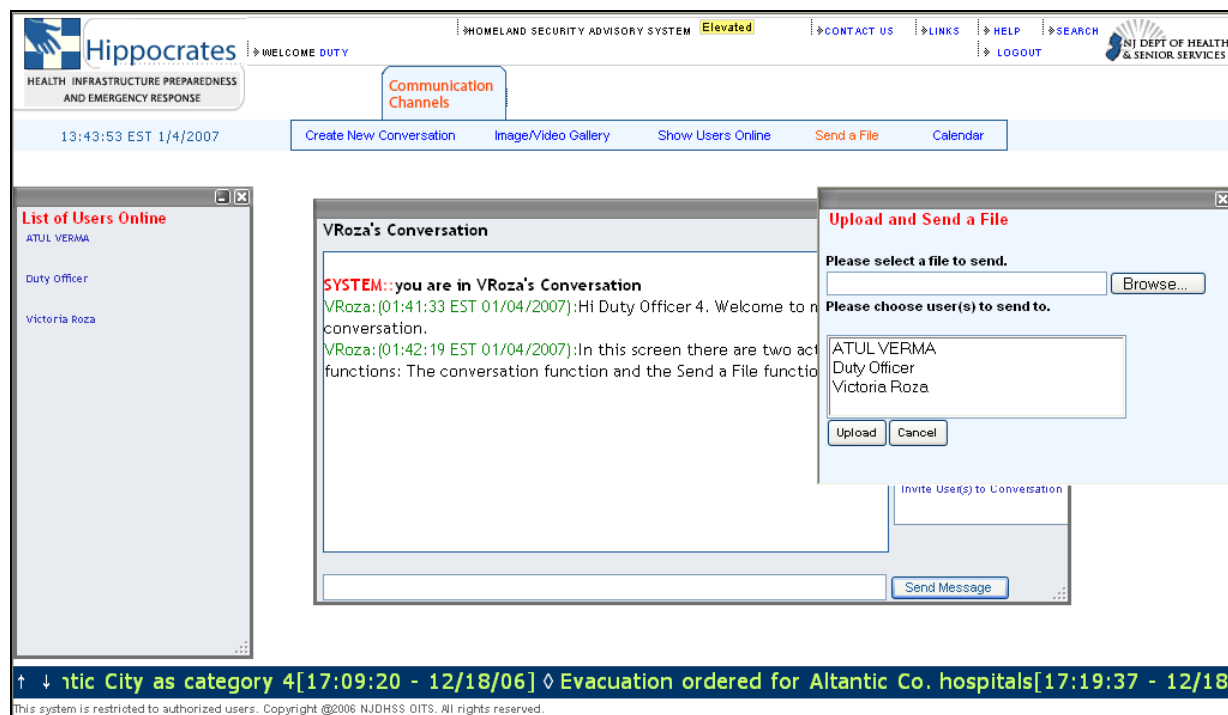 Hippocrates
HEALTH INFRASTRUCTURE PREPAREDNESS
AND EMERGENCY RESPONSE
WELCOME DUTY
HOMELAND SECURITY ADVISORY SYSTEM Elevated
CONTACT US
LINKS
HELP
SEARCH
LOGOUT
NJ DEPT OF HEALTH
& SENIOR SERVICES
Communication
Channels
13:43:53 EST 1/4/2007
Create New Conversation
Image/Video Gallery
Show Users Online
Send a File
Calendar
List of Users Online
ATUL VERMA
Duty Officer
Victoria Roza
VRoza's Conversation
SYSTEM::you are in VRoza's Conversation
VRoza:(01:41:33 EST 01/04/2007):Hi Duty Officer 4. Welcome to m
conversation.
VRoza:(01:42:19 EST 01/04/2007):In this screen there are two act
functions: The conversation function and the Send a File functio
Invite User(s) to Conversation
Send Message
Upload and Send a File
Please select a file to send.
Browse...
Please choose user(s) to send to.
ATUL VERMA
Duty Officer
Victoria Roza
Upload
Cancel
ntic City as category 4[17:09:20 - 12/18/06] ◊ Evacuation ordered for Altantic Co. hospitals[17:19:37 - 12/18
This system is restricted to authorized users. Copyright @2006 NJDHSS OITS. All rights reserved.